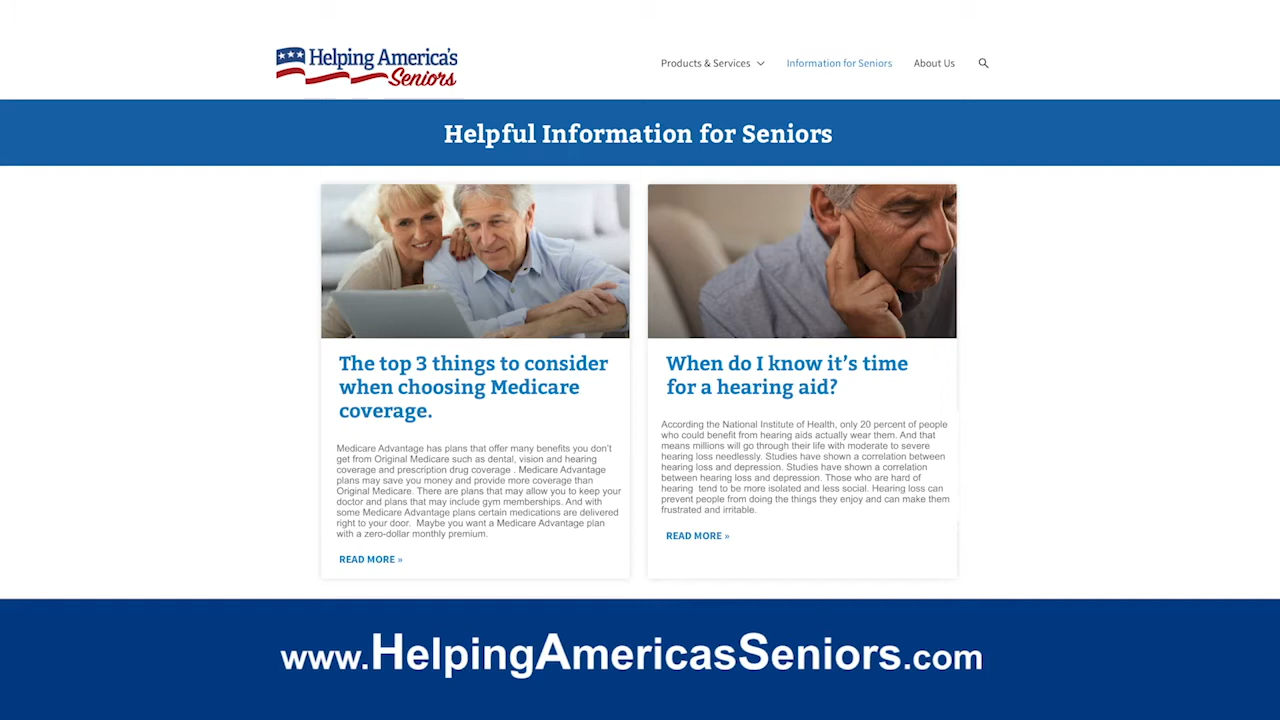 Helping America's
Seniors
Products & Services
Information for Seniors
About Us
Helpful Information for Seniors
The top 3 things to consider
when choosing Medicare
coverage.
Medicare Advantage has plans that offer many benefits you don't
get from Original Medicare such as dental, vision and hearing
coverage and prescription drug coverage . Medicare Advantage
plans may save you money and provide more coverage than
Original Medicare. There are plans that may allow you to keep your
doctor and plans that may include gym memberships. And with
some Medicare Advantage plans certain medications are delivered
right to your door.  Maybe you want a Medicare Advantage plan
with a zero-dollar monthly premium.
READ MORE »
When do I know it's time
for a hearing aid?
According the National Institute of Health, only 20 percent of people
who could benefit from hearing aids actually wear them. And that
means millions will go through their life with moderate to severe
hearing loss needlessly. Studies have shown a correlation between
hearing loss and depression. Studies have shown a correlation
between hearing loss and depression. Those who are hard of
hearing  tend to be more isolated and less social. Hearing loss can
prevent people from doing the things they enjoy and can make them
frustrated and irritable.
READ MORE »
www.HelpingAmericasSeniors.com